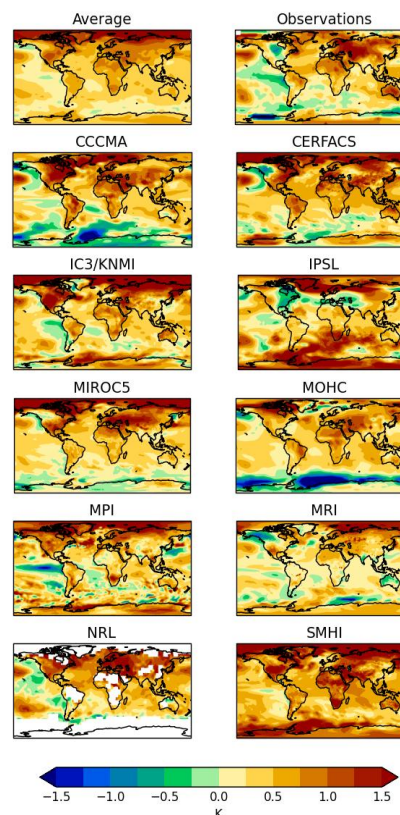 Average Observations
CCCMA CERFACS
IC3/KNMI IPSL
MIROC5 MOHC
MPI MRI
NRL SMHI
−1.5 −1.0 −0.5 0.0 0.5 1.0 1.5
K